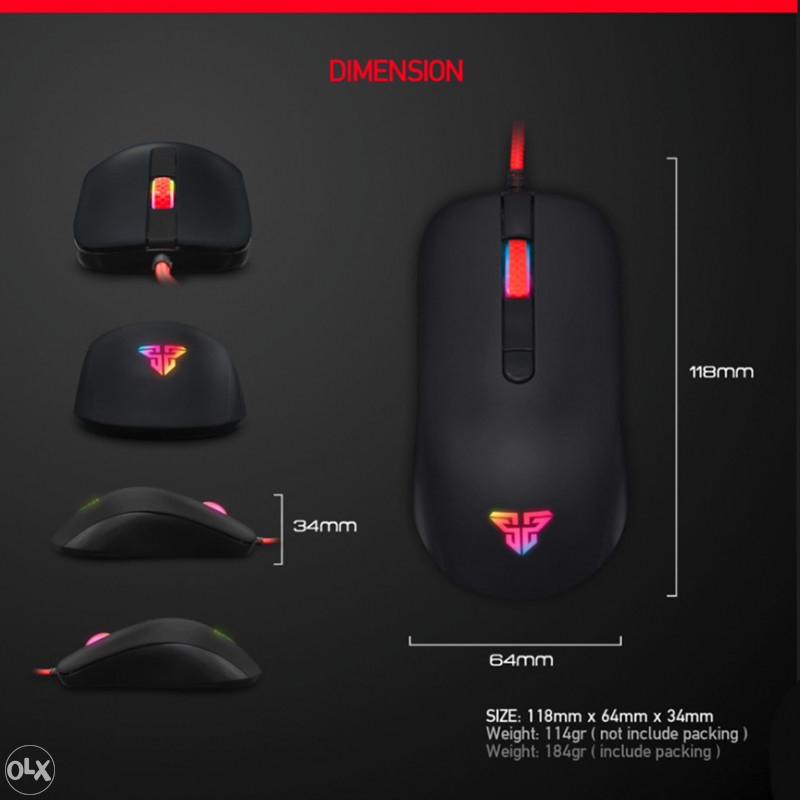 DIMENSION
118mm
34mm
64mm
SIZE: 118mm x 64mm x 34mm
Weight: 114gr ( not include packing )
Weight: 184gr ( include packing )
OLX